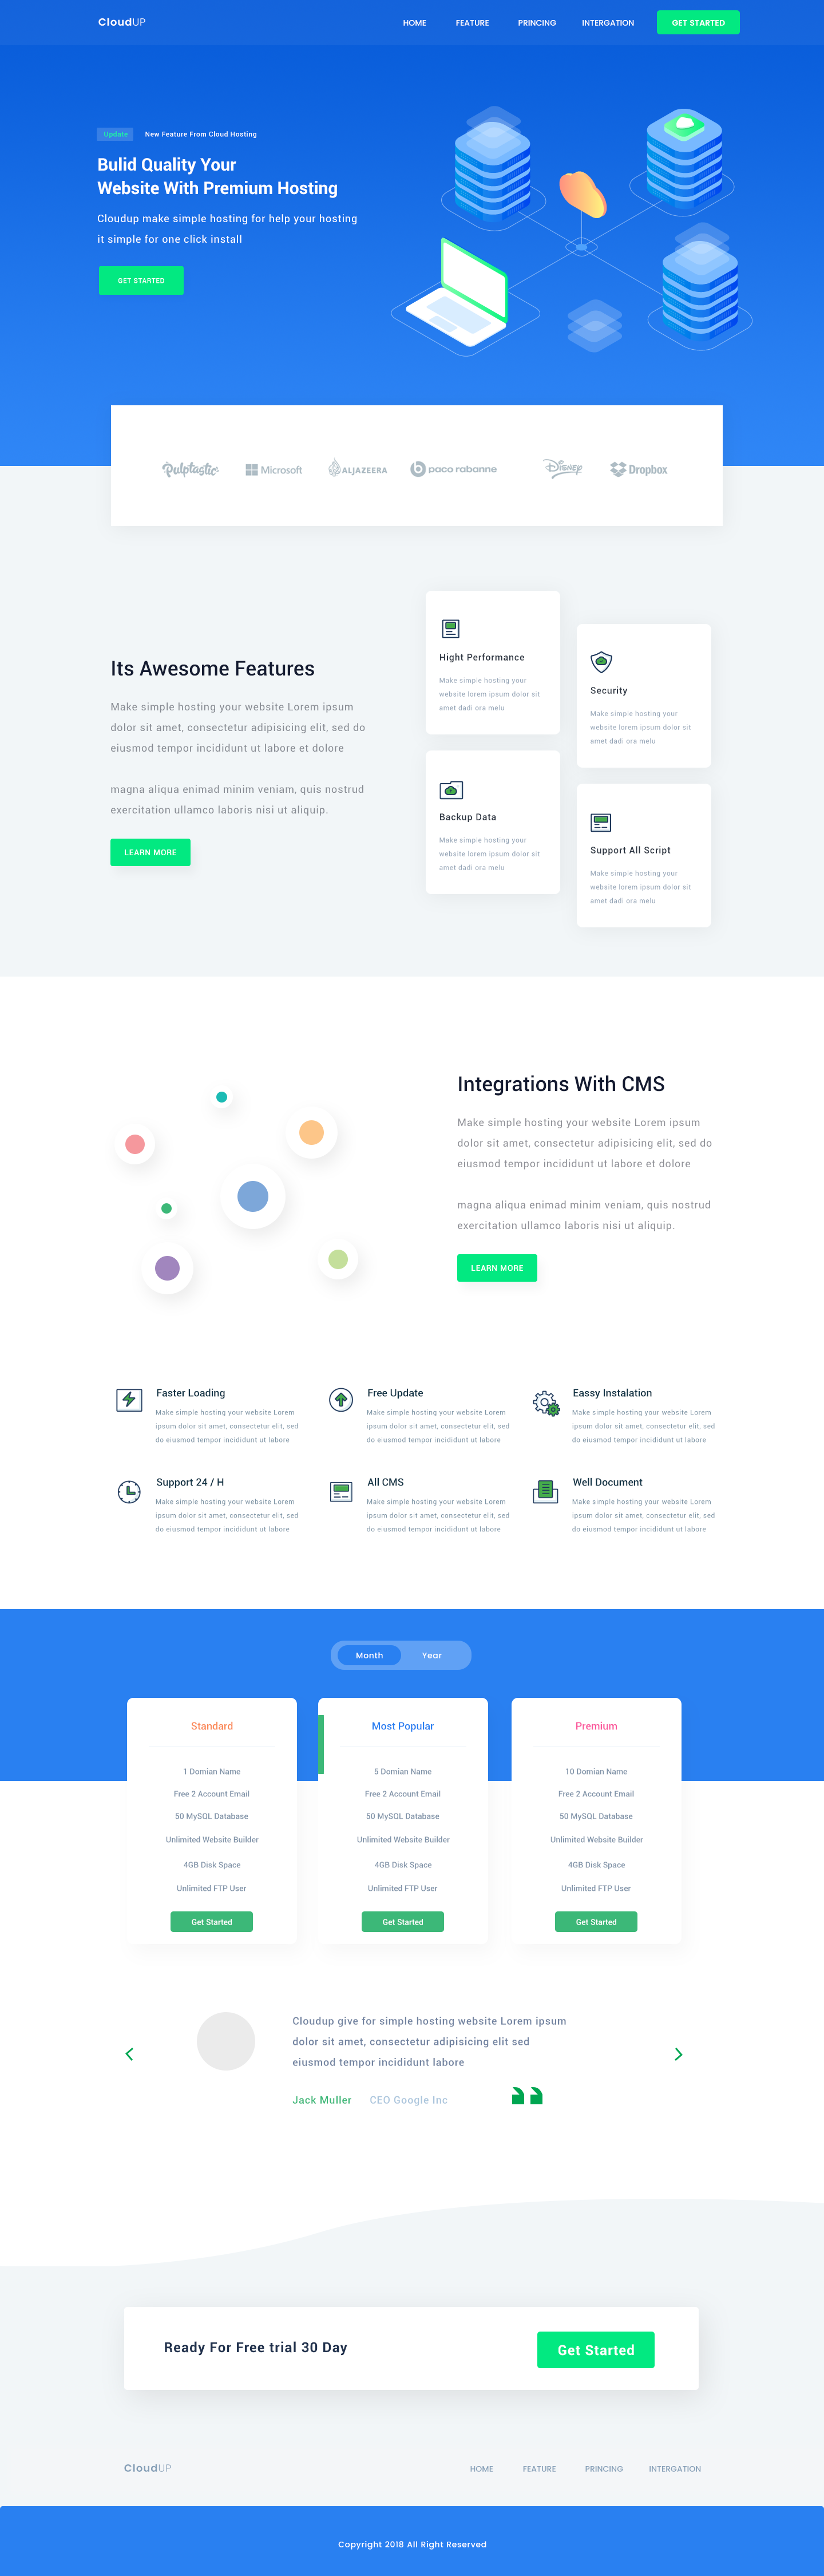 CloudUP
HOME FEATURE PRINCING INTERGATION GET STARTED
Update New Feature From Cloud Hosting
Bulid Quality Your
Website With Premium Hosting
Cloudup make simple hosting for help your hosting
it simple for one click install
GET STARTED
Pulptastic Microsoft ALJAZEERA paco rabanne Disney Dropbox
Its Awesome Features
Make simple hosting your website Lorem ipsum
dolor sit amet, consectetur adipisicing elit, sed do
eiusmod tempor incididunt ut labore et dolore
magna aliqua enimad minim veniam, quis nostrud
exercitation ullamco laboris nisi ut aliquip.
LEARN MORE
Hight Performance
Make simple hosting your
website lorem ipsum dolor sit
amet dadi ora melu
Security
Make simple hosting your
website lorem ipsum dolor sit
amet dadi ora melu
Backup Data
Make simple hosting your
website lorem ipsum dolor sit
amet dadi ora melu
Support All Script
Make simple hosting your
website lorem ipsum dolor sit
amet dadi ora melu
Integrations With CMS
Make simple hosting your website Lorem ipsum
dolor sit amet, consectetur adipisicing elit, sed do
eiusmod tempor incididunt ut labore et dolore
magna aliqua enimad minim veniam, quis nostrud
exercitation ullamco laboris nisi ut aliquip.
LEARN MORE
Faster Loading
Make simple hosting your website Lorem
ipsum dolor sit amet, consectetur elit, sed
do eiusmod tempor incididunt ut labore
Free Update
Make simple hosting your website Lorem
ipsum dolor sit amet, consectetur elit, sed
do eiusmod tempor incididunt ut labore
Eassy Instalation
Make simple hosting your website Lorem
ipsum dolor sit amet, consectetur elit, sed
do eiusmod tempor incididunt ut labore
Support 24 / H
Make simple hosting your website Lorem
ipsum dolor sit amet, consectetur elit, sed
do eiusmod tempor incididunt ut labore
All CMS
Make simple hosting your website Lorem
ipsum dolor sit amet, consectetur elit, sed
do eiusmod tempor incididunt ut labore
Well Document
Make simple hosting your website Lorem
ipsum dolor sit amet, consectetur elit, sed
do eiusmod tempor incididunt ut labore
Month Year
Standard
1 Domian Name
Free 2 Account Email
50 MySQL Database
Unlimited Website Builder
4GB Disk Space
Unlimited FTP User
Get Started
Most Popular
5 Domian Name
Free 2 Account Email
50 MySQL Database
Unlimited Website Builder
4GB Disk Space
Unlimited FTP User
Get Started
Premium
10 Domian Name
Free 2 Account Email
50 MySQL Database
Unlimited Website Builder
4GB Disk Space
Unlimited FTP User
Get Started
Cloudup give for simple hosting website Lorem ipsum
dolor sit amet, consectetur adipisicing elit sed
eiusmod tempor incididunt labore
Jack Muller CEO Google Inc
Ready For Free trial 30 Day
Get Started
CloudUP
HOME FEATURE PRINCING INTERGATION
Copyright 2018 All Right Reserved